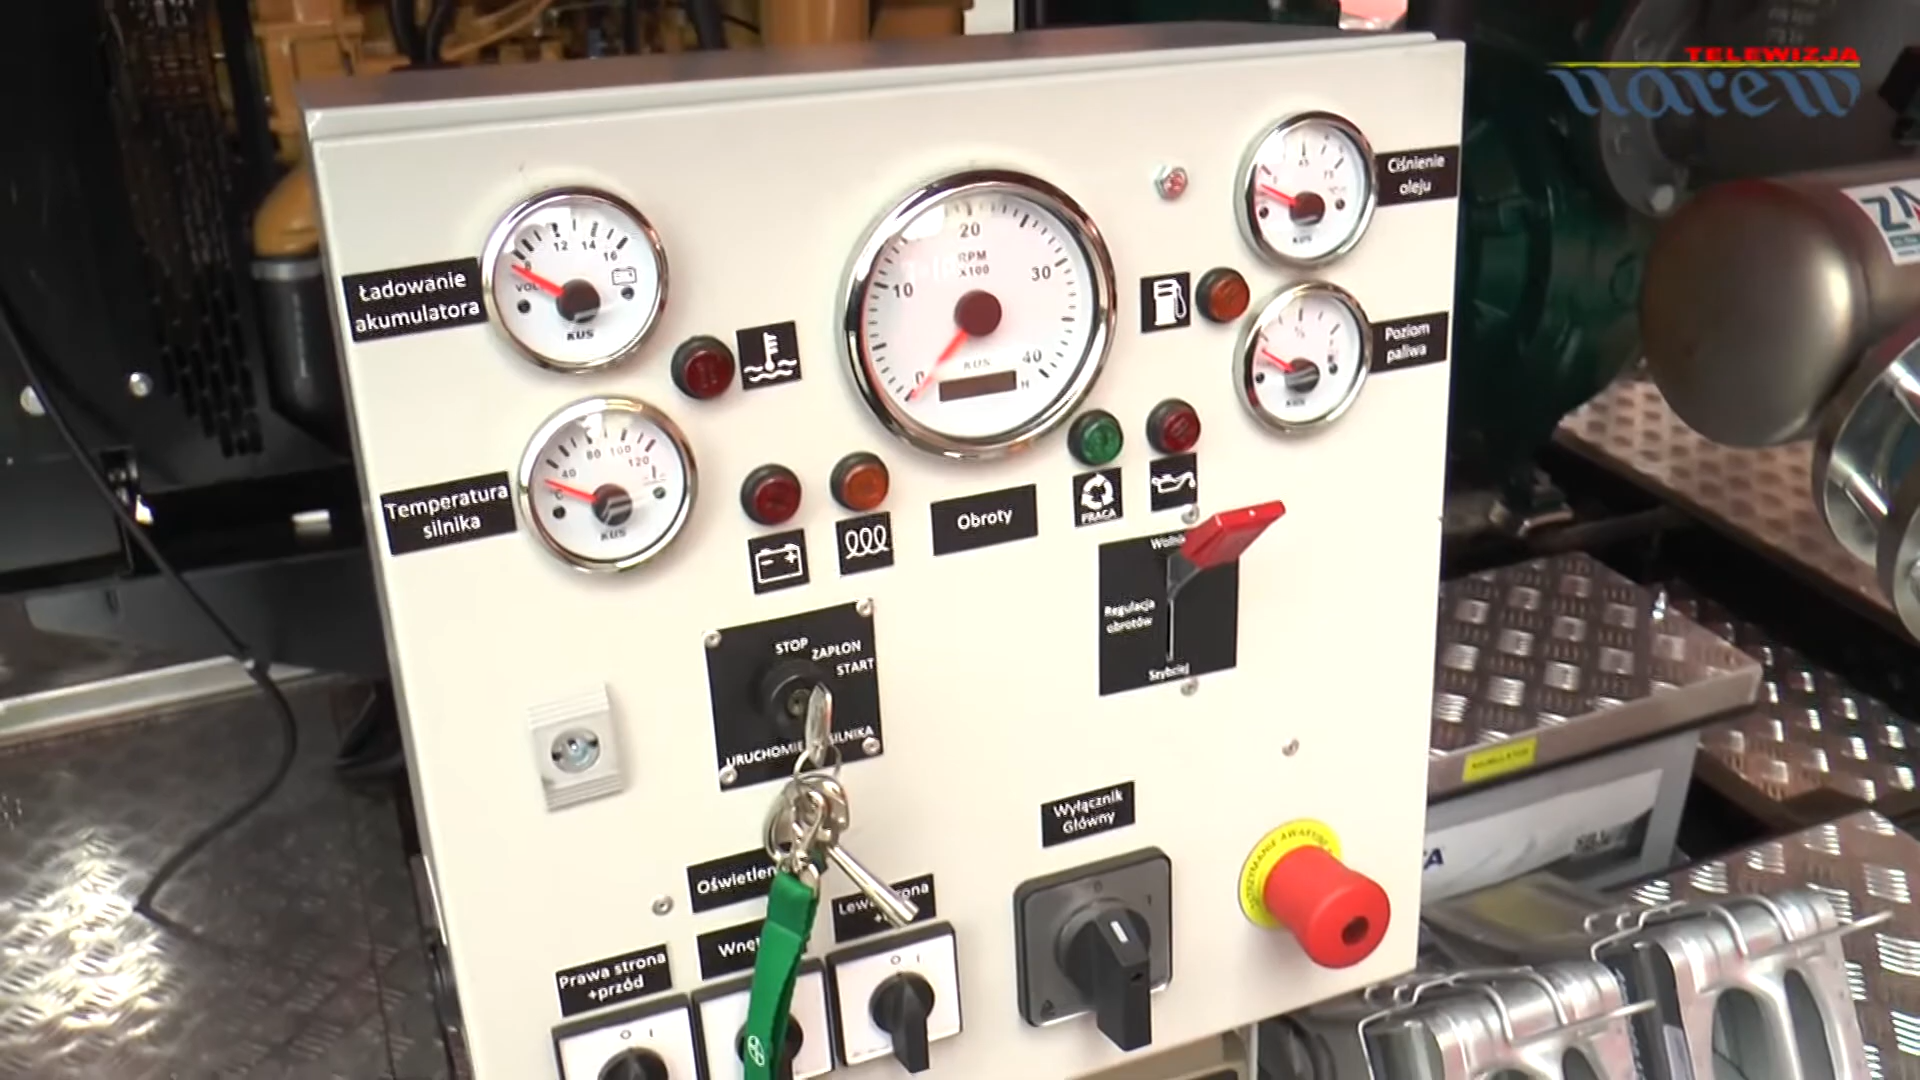 TELEWIZJA
narew
Ciśnienie
oleju
12 14
16
KUS
Ładowanie
akumulatora
20
RPM
X100
10
30
0
40
KUS
H
KUS
Poziom
paliwa
KUS
40 80 100 120
°C
KUS
Temperatura
silnika
Obroty
PRACA
Regulacja
obrotów
Szybciej
STOP
ZAPŁON
START
Wyłącznik
Główny
Prawa strona
+przód
O I
O I